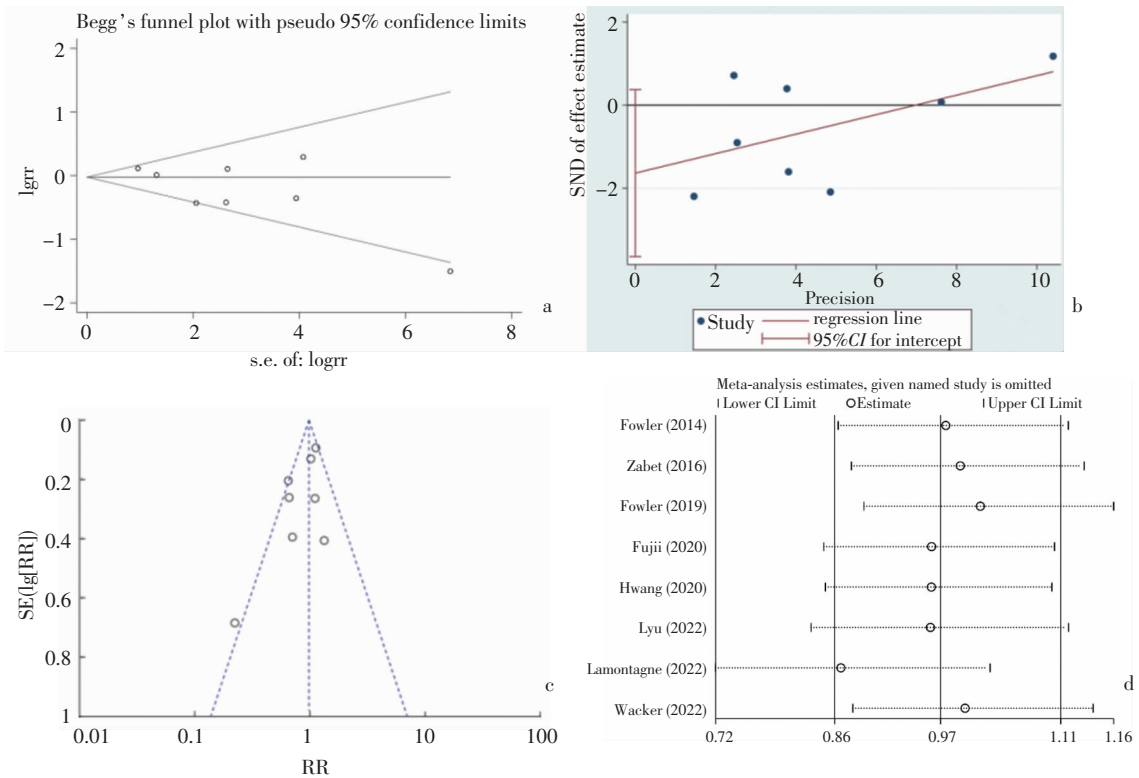 Begg's funnel plot with pseudo 95% confidence limits
2
1
0
−1
−2
lgrr
0
2
4
6
8
s.e. of: logrr
a
2
0
−2
SND of effect estimate
0
2
4
6
8
10
Precision
Study
regression line
95%CI for intercept
b
0
0.2
0.4
0.6
0.8
1
SE(lg[RR])
0.01
0.1
1
10
100
RR
c
Meta-analysis estimates, given named study is omitted
Lower CI Limit
Estimate
Upper CI Limit
Fowler (2014)
Zabet (2016)
Fowler (2019)
Fujii (2020)
Hwang (2020)
Lyu (2022)
Lamontagne (2022)
Wacker (2022)
0.72
0.86
0.97
1.11
1.16
d